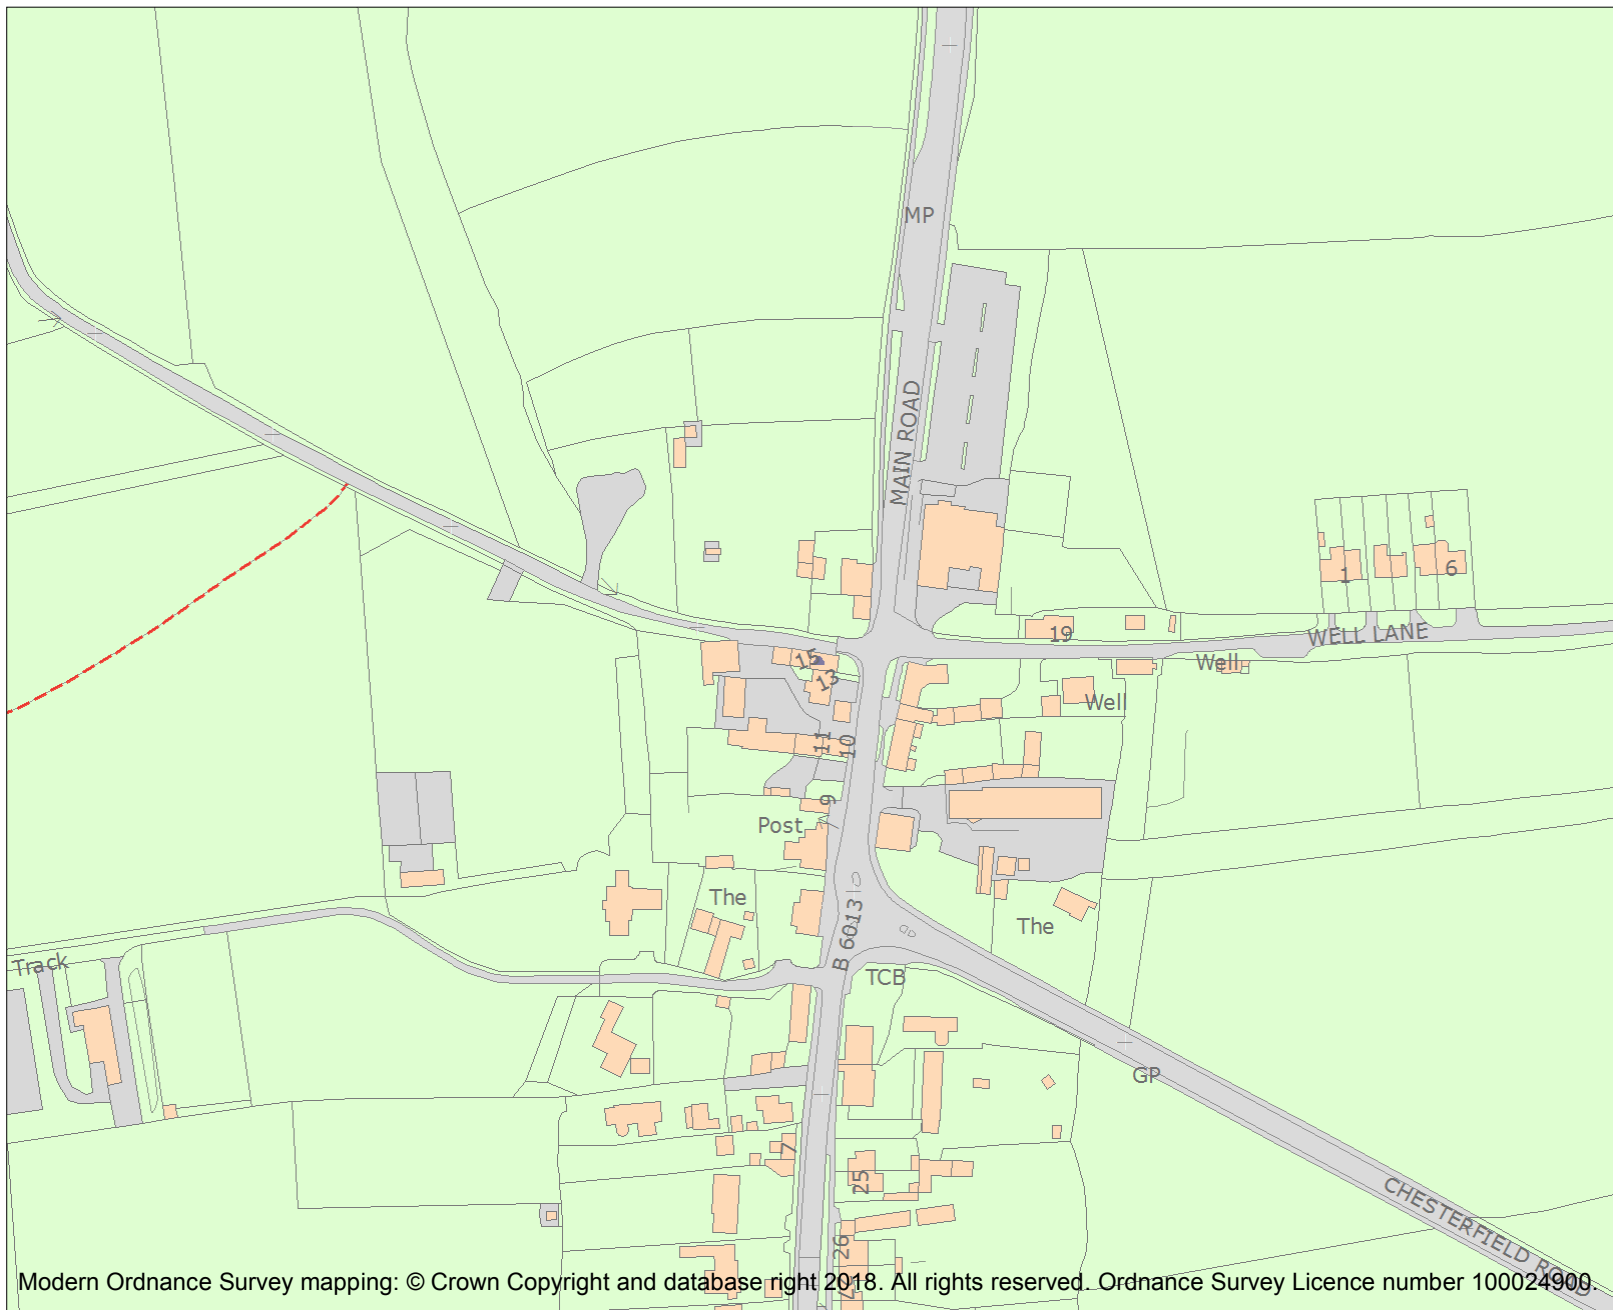 MP
MAIN ROAD
1
6
19
WELL LANE
15
Well
13
Well
11
10
9
Post
7
The
B 6013
The
Track
TCB
GP
7
25
CHESTERFIELD ROAD
26
27
Modern Ordnance Survey mapping: © Crown Copyright and database right 2018. All rights reserved. Ordnance Survey Licence number 100024900.